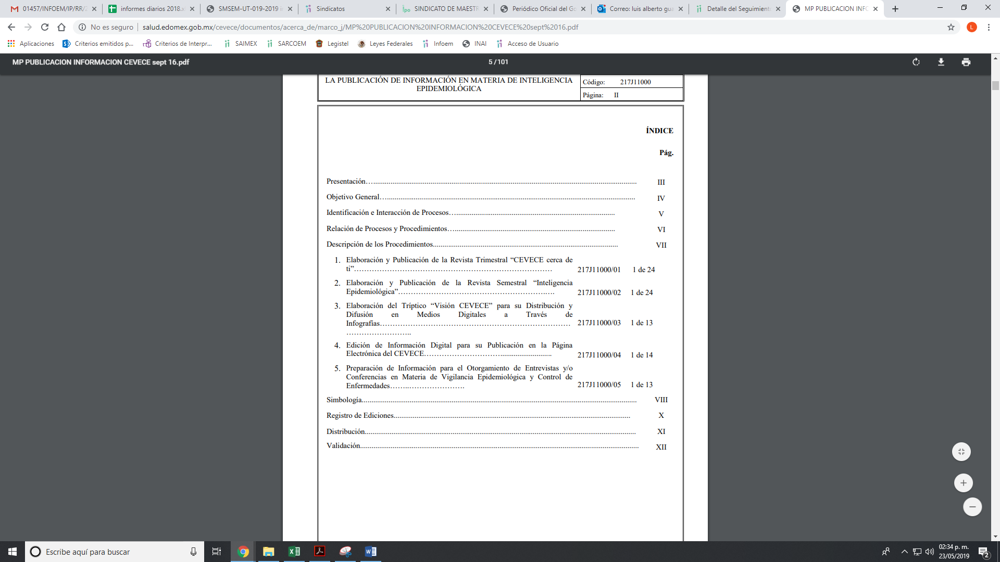 01457/INFOEM/IP/RR/2
informes diarios 2018.x
SMSEM-UT-019-2019 i
Sindicatos
SINDICATO DE MAESTR
Periódico Oficial del Go
Correo: luis alberto gua
Detalle del Seguimient
MP PUBLICACION INFO
No es seguro | salud.edomex.gob.mx/cevece/documentos/acerca_de/marco_j/MP%20PUBLICACION%20INFORMACION%20CEVECE%20sept%2016.pdf
L
Aplicaciones Criterios emitidos p... Criterios de Interpr... SAIMEX SARCOEM Legistel Leyes Federales Infoem INAI Acceso de Usuario
MP PUBLICACION INFORMACION CEVECE sept 16.pdf 5 / 101
LA PUBLICACIÓN DE INFORMACIÓN EN MATERIA DE INTELIGENCIA
EPIDEMIOLÓGICA
Código: 217J11000
Página: II
ÍNDICE
Pág.
Presentación…...... III
Objetivo General…...... IV
Identificación e Interacción de Procesos…...... V
Relación de Procesos y Procedimientos…...... VI
Descripción de los Procedimientos...... VII
1. Elaboración y Publicación de la Revista Trimestral “CEVECE cerca de
ti”…………………………………………………………………… 217J11000/01 1 de 24
2. Elaboración y Publicación de la Revista Semestral “Inteligencia
Epidemiológica”………………………………………………….…. 217J11000/02 1 de 24
3. Elaboración del Tríptico “Visión CEVECE” para su Distribución y
Difusión en Medios Digitales a Través de
Infografías………………………………………………………………… 217J11000/03 1 de 13
……………………..
4. Edición de Información Digital para su Publicación en la Página
Electrónica del CEVECE…………………………......................... 217J11000/04 1 de 14
5. Preparación de Información para el Otorgamiento de Entrevistas y/o
Conferencias en Materia de Vigilancia Epidemiológica y Control de
Enfermedades……..…………………. 217J11000/05 1 de 13
Simbología...... VIII
Registro de Ediciones...... X
Distribución...... XI
Validación...... XII
Escribe aquí para buscar
02:34 p. m.
23/05/2019
2